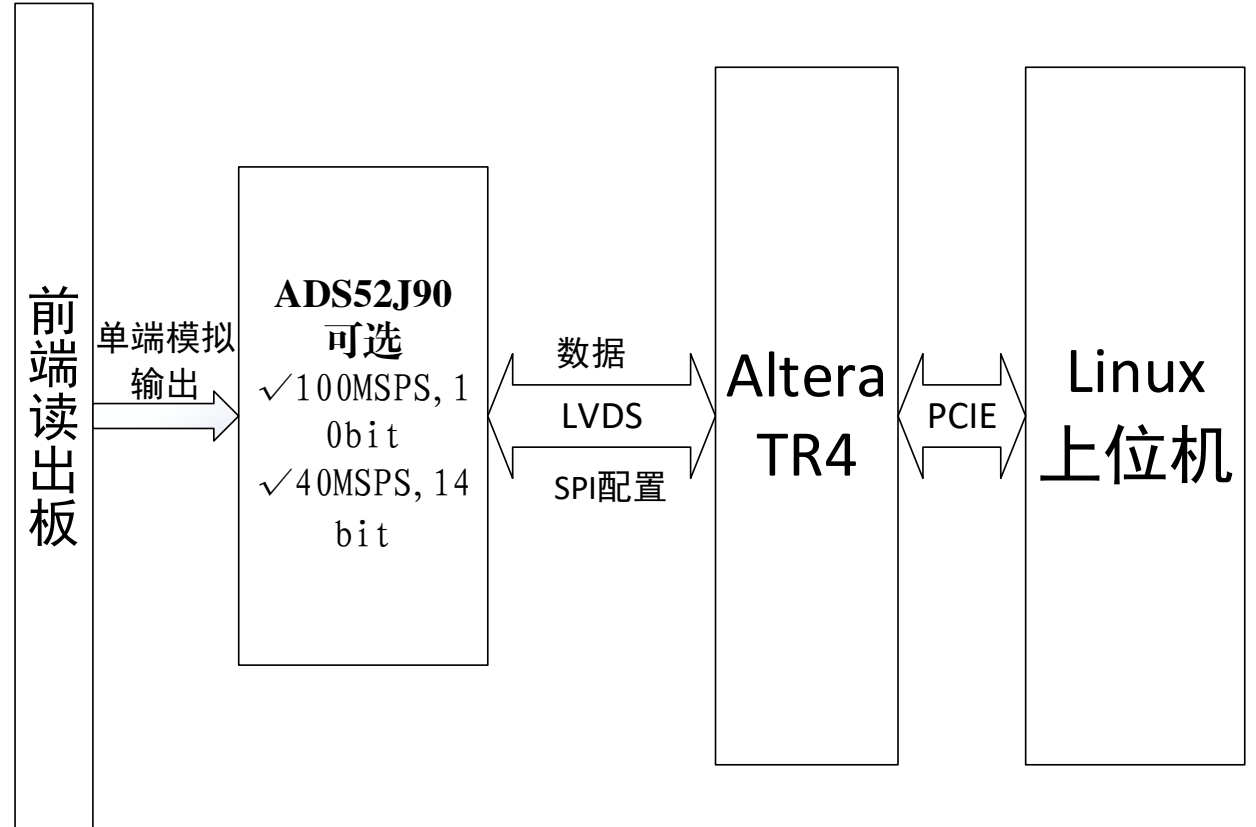 前端读出板
单端模拟
输出
ADS52J90
可选
√100MSPS,1
0bit
√40MSPS,14
bit
数据
LVDS
SPI配置
Altera
TR4
PCIE
Linux
上位机